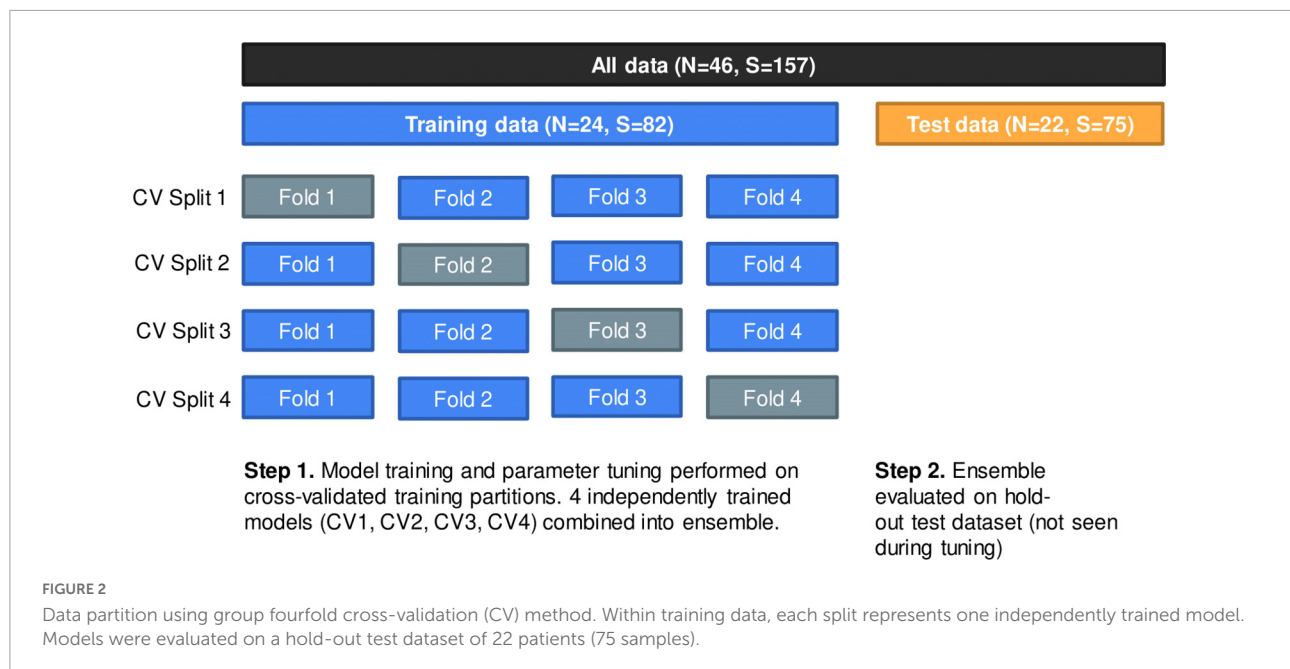 All data (N=46, S=157)
Training data (N=24, S=82)
Test data (N=22, S=75)
CV Split 1
Fold 1
Fold 2
Fold 3
Fold 4
CV Split 2
Fold 1
Fold 2
Fold 3
Fold 4
CV Split 3
Fold 1
Fold 2
Fold 3
Fold 4
CV Split 4
Fold 1
Fold 2
Fold 3
Fold 4
Step 1. Model training and parameter tuning performed on
cross-validated training partitions. 4 independently trained
models (CV1, CV2, CV3, CV4) combined into ensemble.
Step 2. Ensemble
evaluated on hold-
out test dataset (not seen
during tuning)
FIGURE 2
Data partition using group fourfold cross-validation (CV) method. Within training data, each split represents one independently trained model.
Models were evaluated on a hold-out test dataset of 22 patients (75 samples).